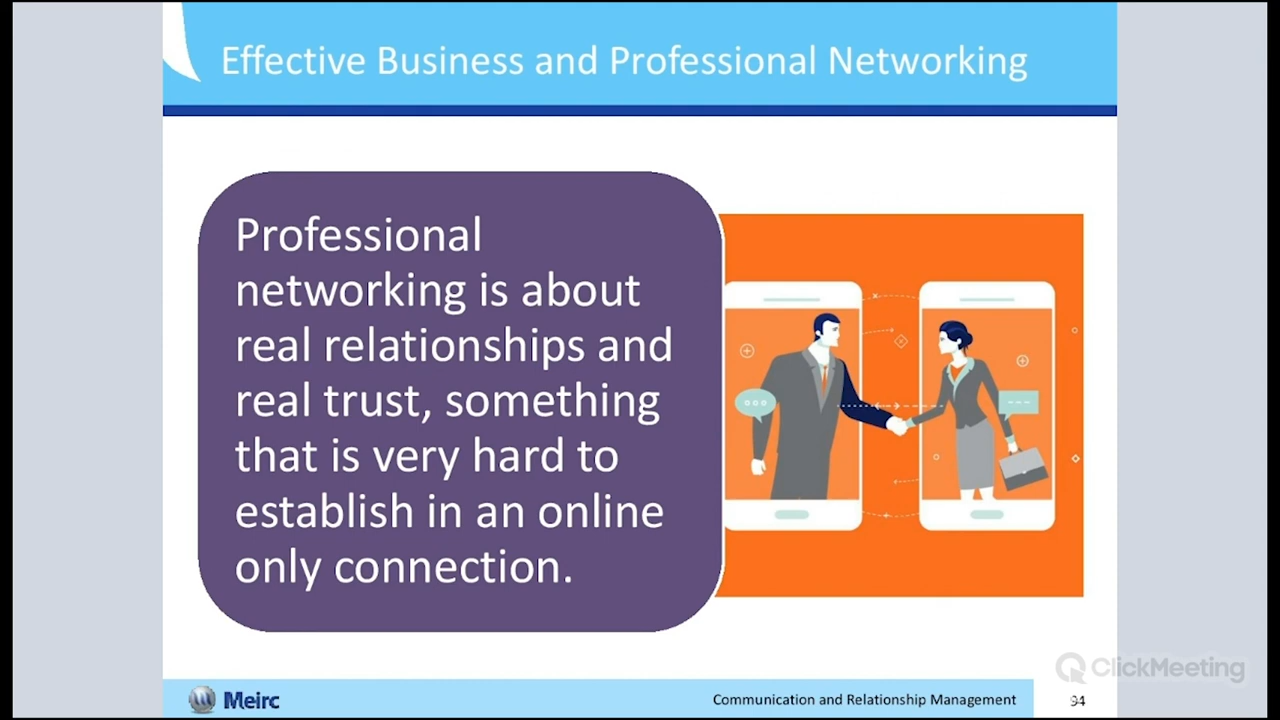 Effective Business and Professional Networking
Professional
networking is about
real relationships and
real trust, something
that is very hard to
establish in an online
only connection.
ClickMeeting
Meirc
Communication and Relationship Management
94